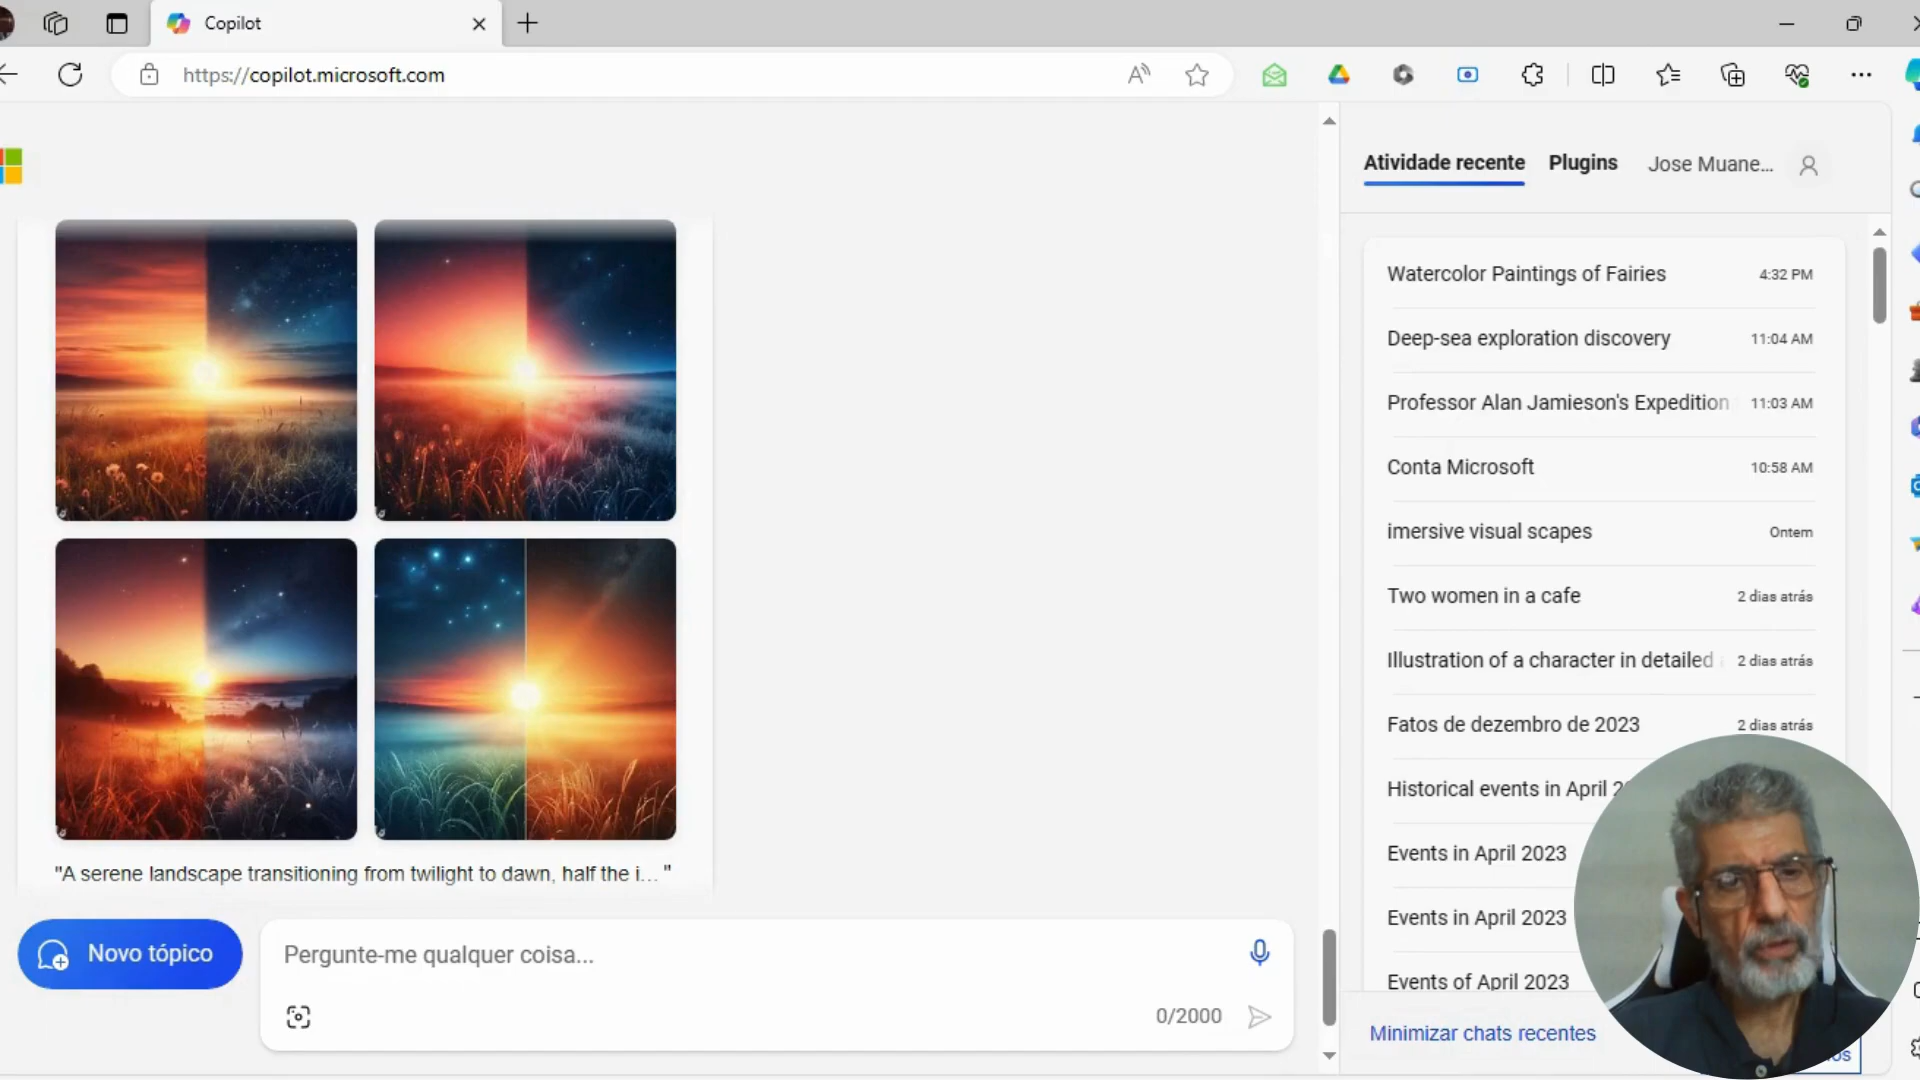 Copilot
https://copilot.microsoft.com
Atividade recente
Plugins
Jose Muane...
Watercolor Paintings of Fairies 4:32 PM
Deep-sea exploration discovery 11:04 AM
Professor Alan Jamieson's Expedition 11:03 AM
Conta Microsoft 10:58 AM
imersive visual scapes Ontem
Two women in a cafe 2 dias atrás
Illustration of a character in detailed 2 dias atrás
Fatos de dezembro de 2023 2 dias atrás
Historical events in April 2
Events in April 2023
Events in April 2023
Events of April 2023
Minimizar chats recentes
"A serene landscape transitioning from twilight to dawn, half the i... "
Novo tópico
Pergunte-me qualquer coisa...
0/2000